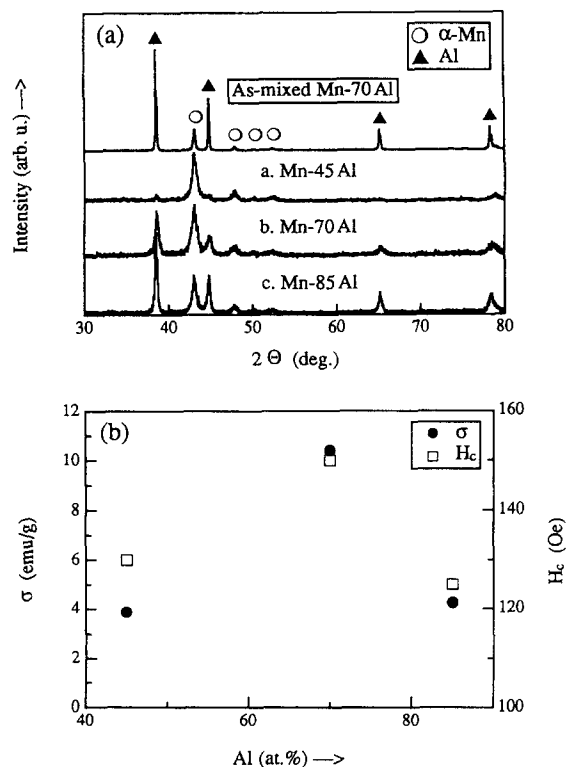 (a)
○ α-Mn
▲ Al
As-mixed Mn-70 Al
a. Mn-45 Al
b. Mn-70 Al
c. Mn-85 Al
Intensity (arb. u.) —>
30 40 50 60 70 80
2 Θ (deg.)
(b)
● σ
□ Hc
12
10
8
6
4
2
0
σ (emu/g)
160
140
120
100
Hc (Oe)
40 60 80
Al (at.%) —>